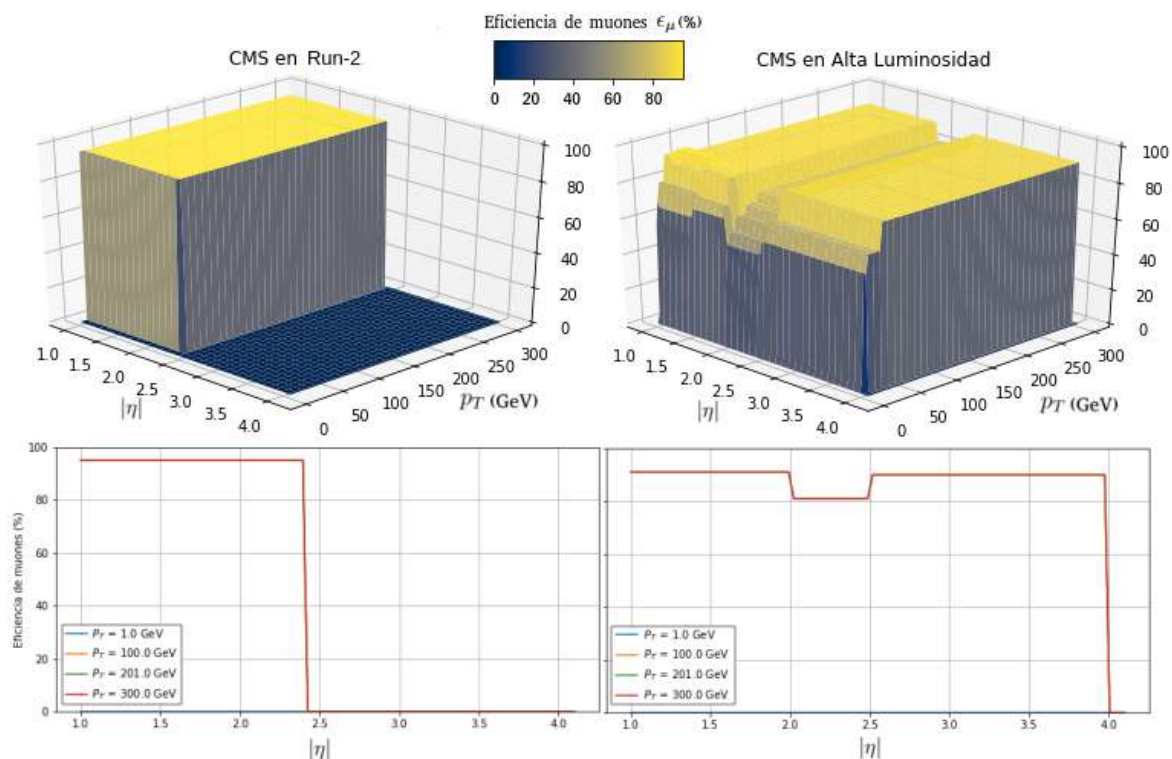 Eficiencia de muones ϵμ(%)
0 20 40 60 80
CMS en Run-2
100
80
60
40
20
0
1.0 1.5 2.0 2.5 3.0 3.5 4.0
|η|
0 50 100 150 200 250 300
pT (GeV)
CMS en Alta Luminosidad
100
80
60
40
20
0
1.0 1.5 2.0 2.5 3.0 3.5 4.0
|η|
0 50 100 150 200 250 300
pT (GeV)
Eficiencia de muones (%)
100
80
60
40
20
0
PT = 1.0 GeV
PT = 100.0 GeV
PT = 201.0 GeV
PT = 300.0 GeV
1.0 1.5 2.0 2.5 3.0 3.5 4.0
|η|
PT = 1.0 GeV
PT = 100.0 GeV
PT = 201.0 GeV
PT = 300.0 GeV
1.0 1.5 2.0 2.5 3.0 3.5 4.0
|η|